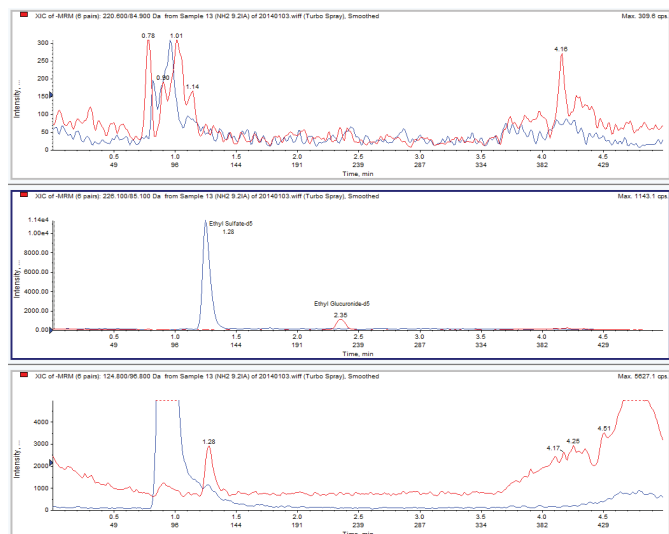 XIC of -MRM (6 pairs): 220.600/84.900 Da from Sample 13 (NH2 9.2IA) of 20140103.wiff (Turbo Spray), Smoothed Max. 309.6 cps.
Intensity, ...
300
250
200
150
100
50
0
0.78
0.90
1.01
1.14
4.16
0.5 1.0 1.5 2.0 2.5 3.0 3.5 4.0 4.5
49 96 144 191 239 287 334 382 429
Time, min
XIC of -MRM (6 pairs): 226.100/85.100 Da from Sample 13 (NH2 9.2IA) of 20140103.wiff (Turbo Spray), Smoothed Max. 1143.1 cps.
Intensity, ...
1.14e4
1.00e4
8000.00
6000.00
4000.00
2000.00
0.00
Ethyl Sulfate-d5
1.28
Ethyl Glucuronide-d5
2.35
0.5 1.0 1.5 2.0 2.5 3.0 3.5 4.0 4.5
49 96 144 191 239 287 334 382 429
Time, min
XIC of -MRM (6 pairs): 124.800/96.800 Da from Sample 13 (NH2 9.2IA) of 20140103.wiff (Turbo Spray), Smoothed Max. 5627.1 cps.
Intensity, ...
4000
3000
2000
1000
0
1.28
4.17
4.25
4.51
0.5 1.0 1.5 2.0 2.5 3.0 3.5 4.0 4.5
49 96 144 191 239 287 334 382 429
Time, min